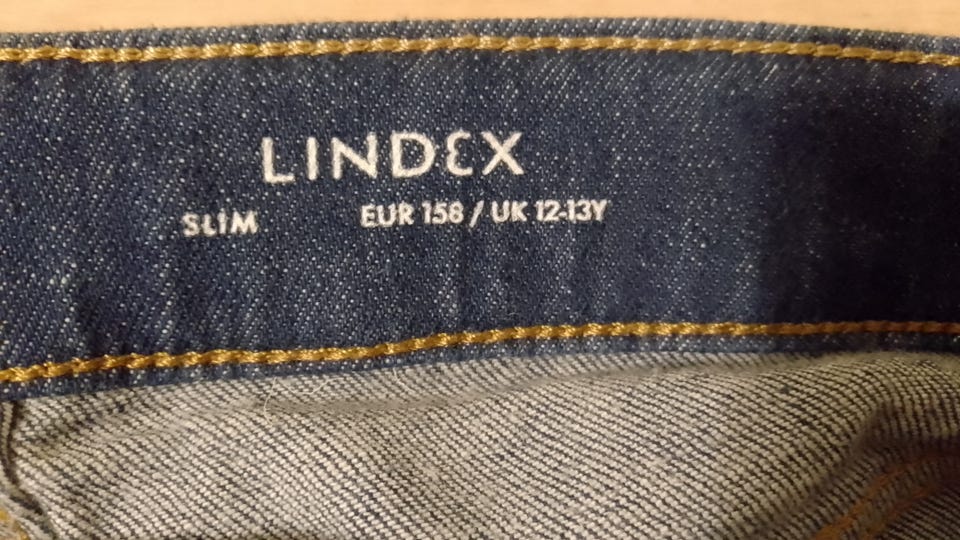 LINDEX
SLIM EUR 158 / UK 12-13Y